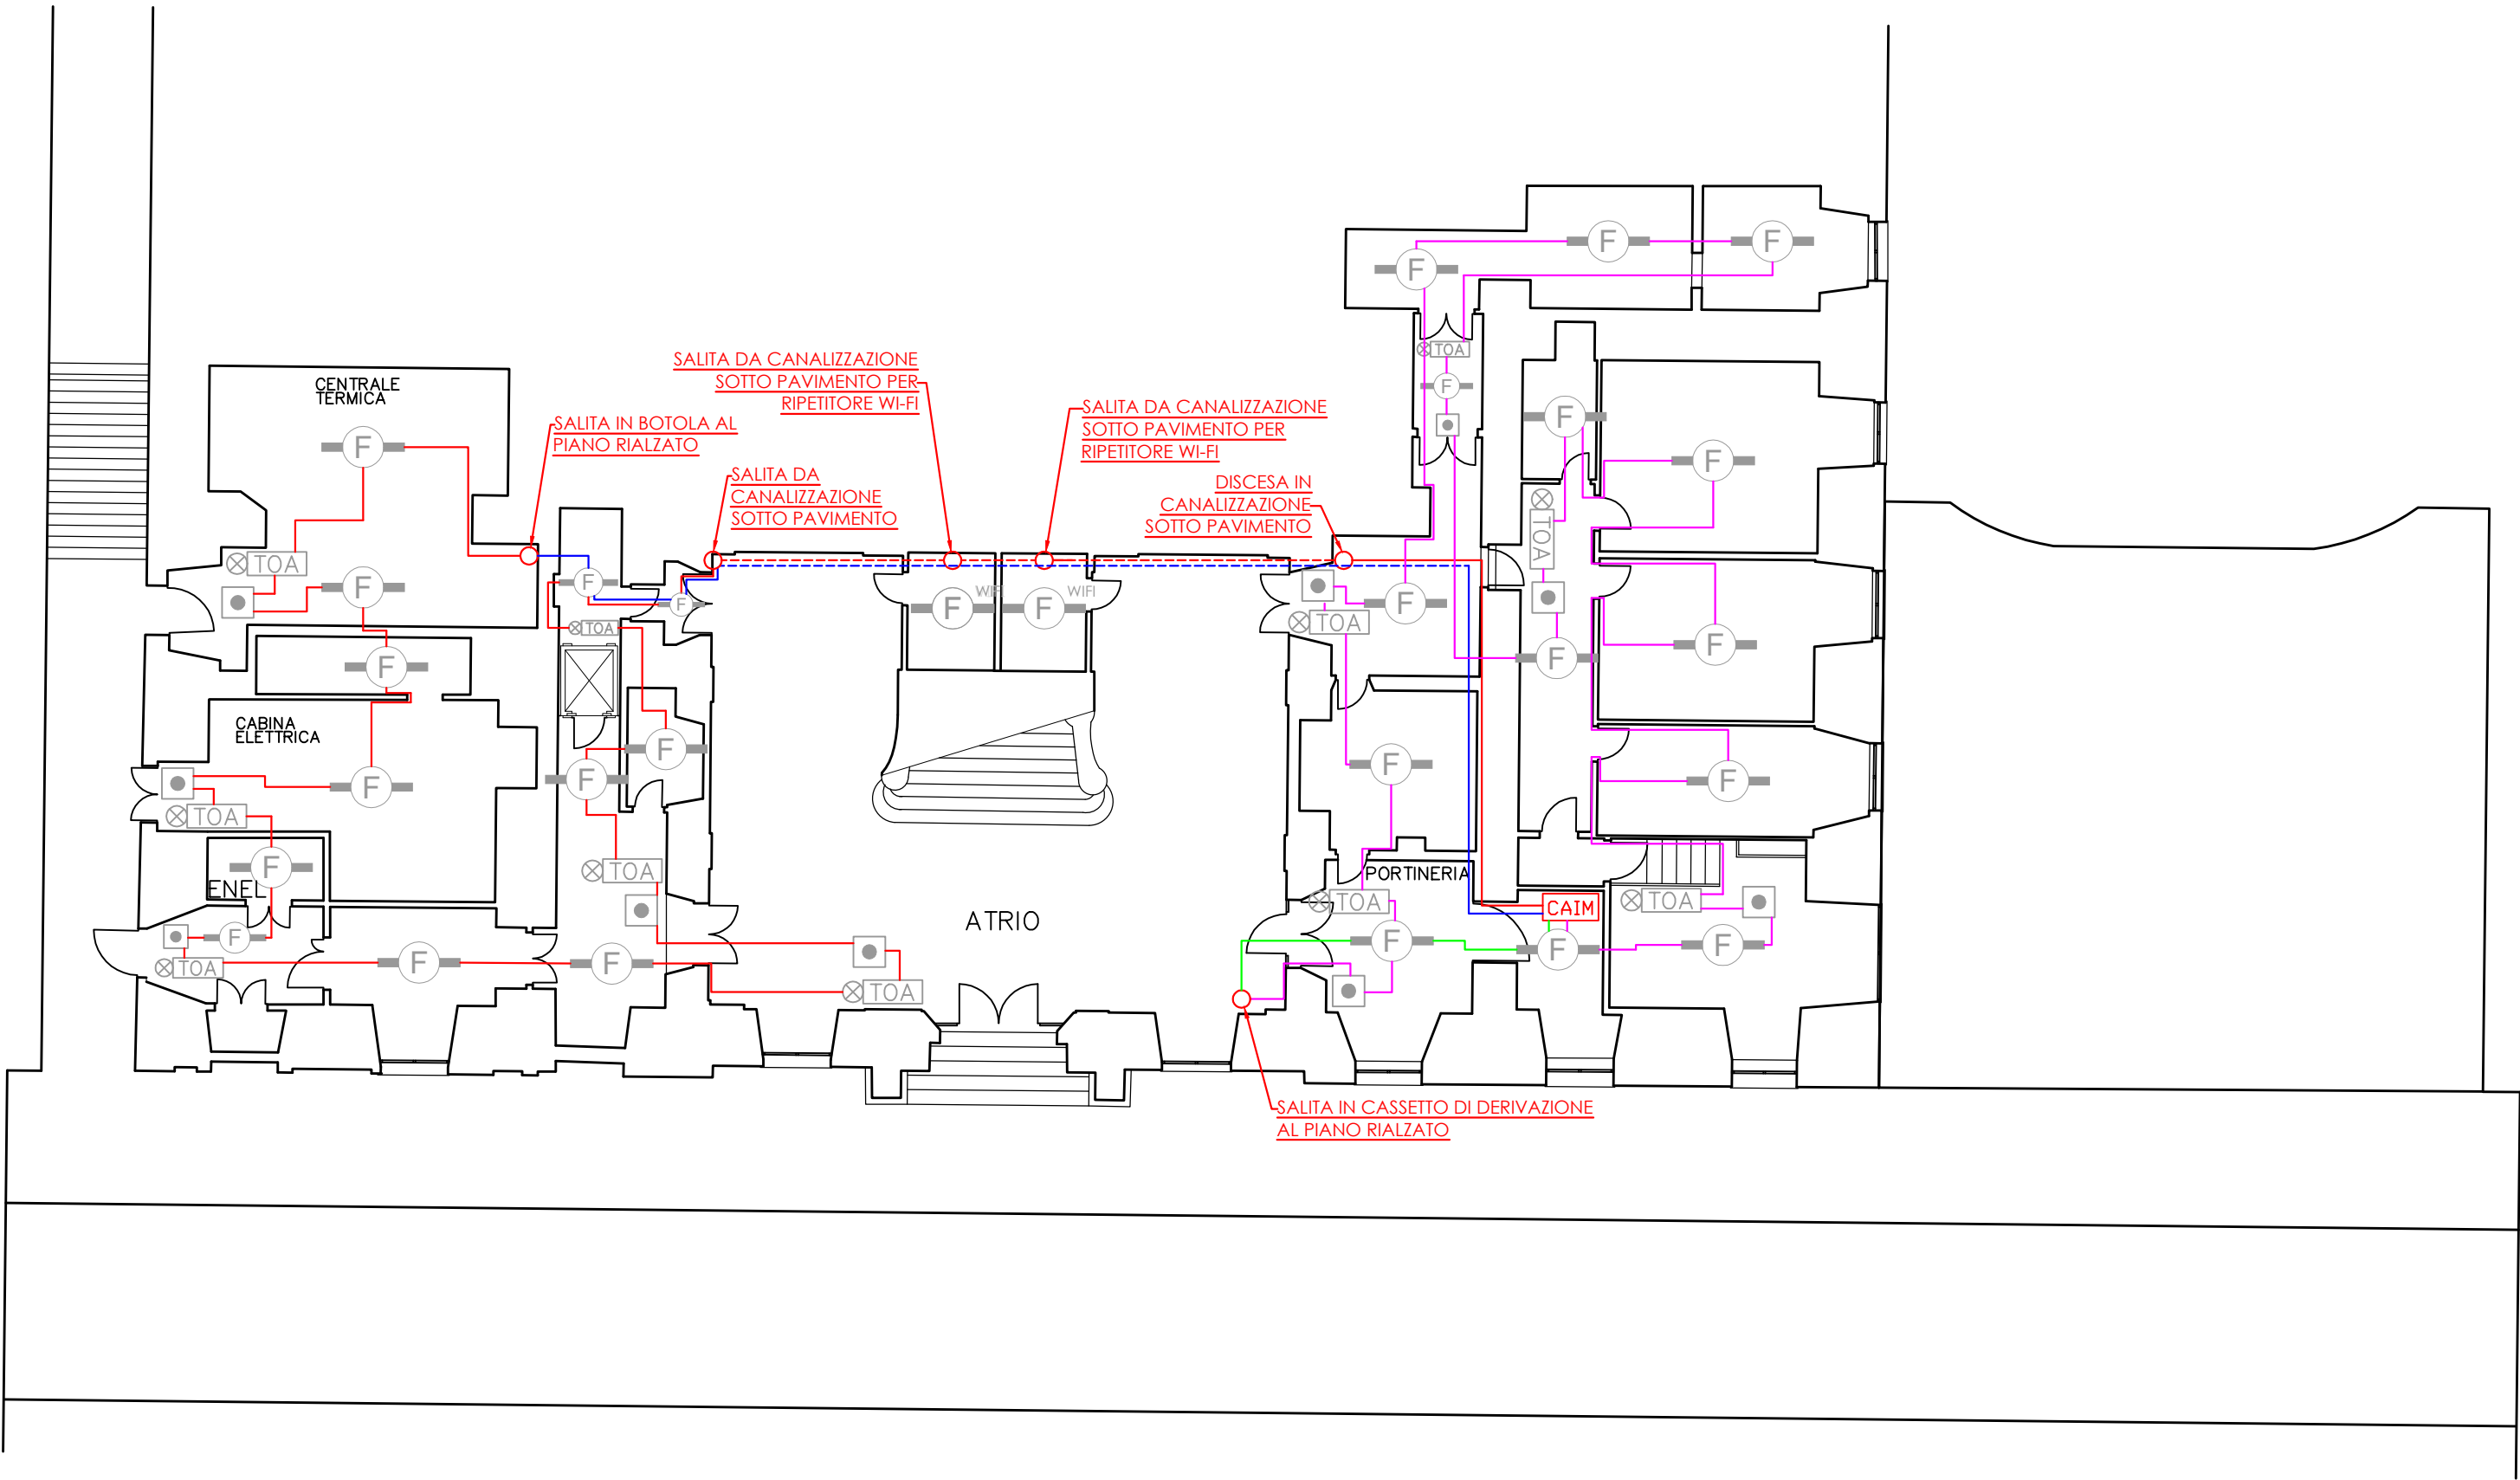 F
F
F
TOA
CENTRALE
TERMICA
SALITA DA CANALIZZAZIONE
SOTTO PAVIMENTO PER
RIPETITORE WI-FI
SALITA DA CANALIZZAZIONE
SOTTO PAVIMENTO PER
RIPETITORE WI-FI
SALITA IN BOTOLA AL
PIANO RIALZATO
SALITA DA
CANALIZZAZIONE
SOTTO PAVIMENTO
DISCESA IN
CANALIZZAZIONE
SOTTO PAVIMENTO
F
F
F
F
TOA
TOA
F
F
F
WIFI
F
WIFI
F
F
TOA
TOA
F
F
F
F
CABINA
ELETTRICA
F
F
F
F
F
TOA
F
ENEL
TOA
PORTINERIA
TOA
TOA
CAIM
ATRIO
F
F
F
F
F
F
TOA
TOA
SALITA IN CASSETTO DI DERIVAZIONE
AL PIANO RIALZATO